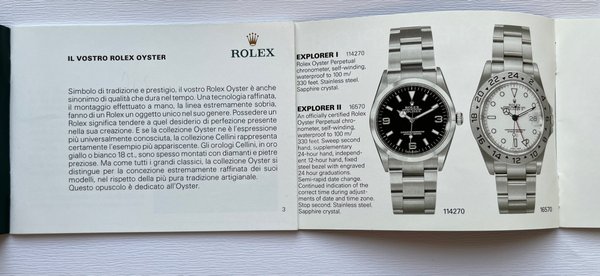 ROLEX
IL VOSTRO ROLEX OYSTER
Simbolo di tradizione e prestigio, il vostro Rolex Oyster è anche
sinonimo di qualità che dura nel tempo. Una tecnologia raffinata,
il montaggio effettuato a mano, la linea estremamente sobria,
fanno di un Rolex un oggetto unico nel suo genere. Possedere un
Rolex significa tendere a quel desiderio di perfezione presente
nella sua creazione. E se la collezione Oyster ne è l'espressione
più universalmente conosciuta, la collezione Cellini rappresenta
certamente l'esempio più appariscente. Gli orologi Cellini, in oro
giallo o bianco 18 ct., sono spesso montati con diamanti e pietre
preziose. Ma come tutti i grandi classici, la collezione Oyster si
distingue per la concezione estremamente raffinata dei suoi
modelli, nel rispetto della più pura tradizione artigianale.
Questo opuscolo è dedicato all'Oyster.
3
EXPLORER I 114270
Rolex Oyster Perpetual
chronometer, self-winding,
waterproof to 100 m/
330 feet. Stainless steel.
Sapphire crystal.
EXPLORER II 16570
An officially certified Rolex
Oyster Perpetual chro-
nometer, self-winding,
waterproof to 100 m/
330 feet. Sweep second
hand, supplementary
24-hour hand, independ-
ent 12-hour hand, fixed
steel bezel with engraved
24 hour graduations.
Semi-rapid date change.
Continued indication of the
correct time during adjust-
ments of date and time zone.
Stop second. Stainless steel.
Sapphire crystal.
114270
16570